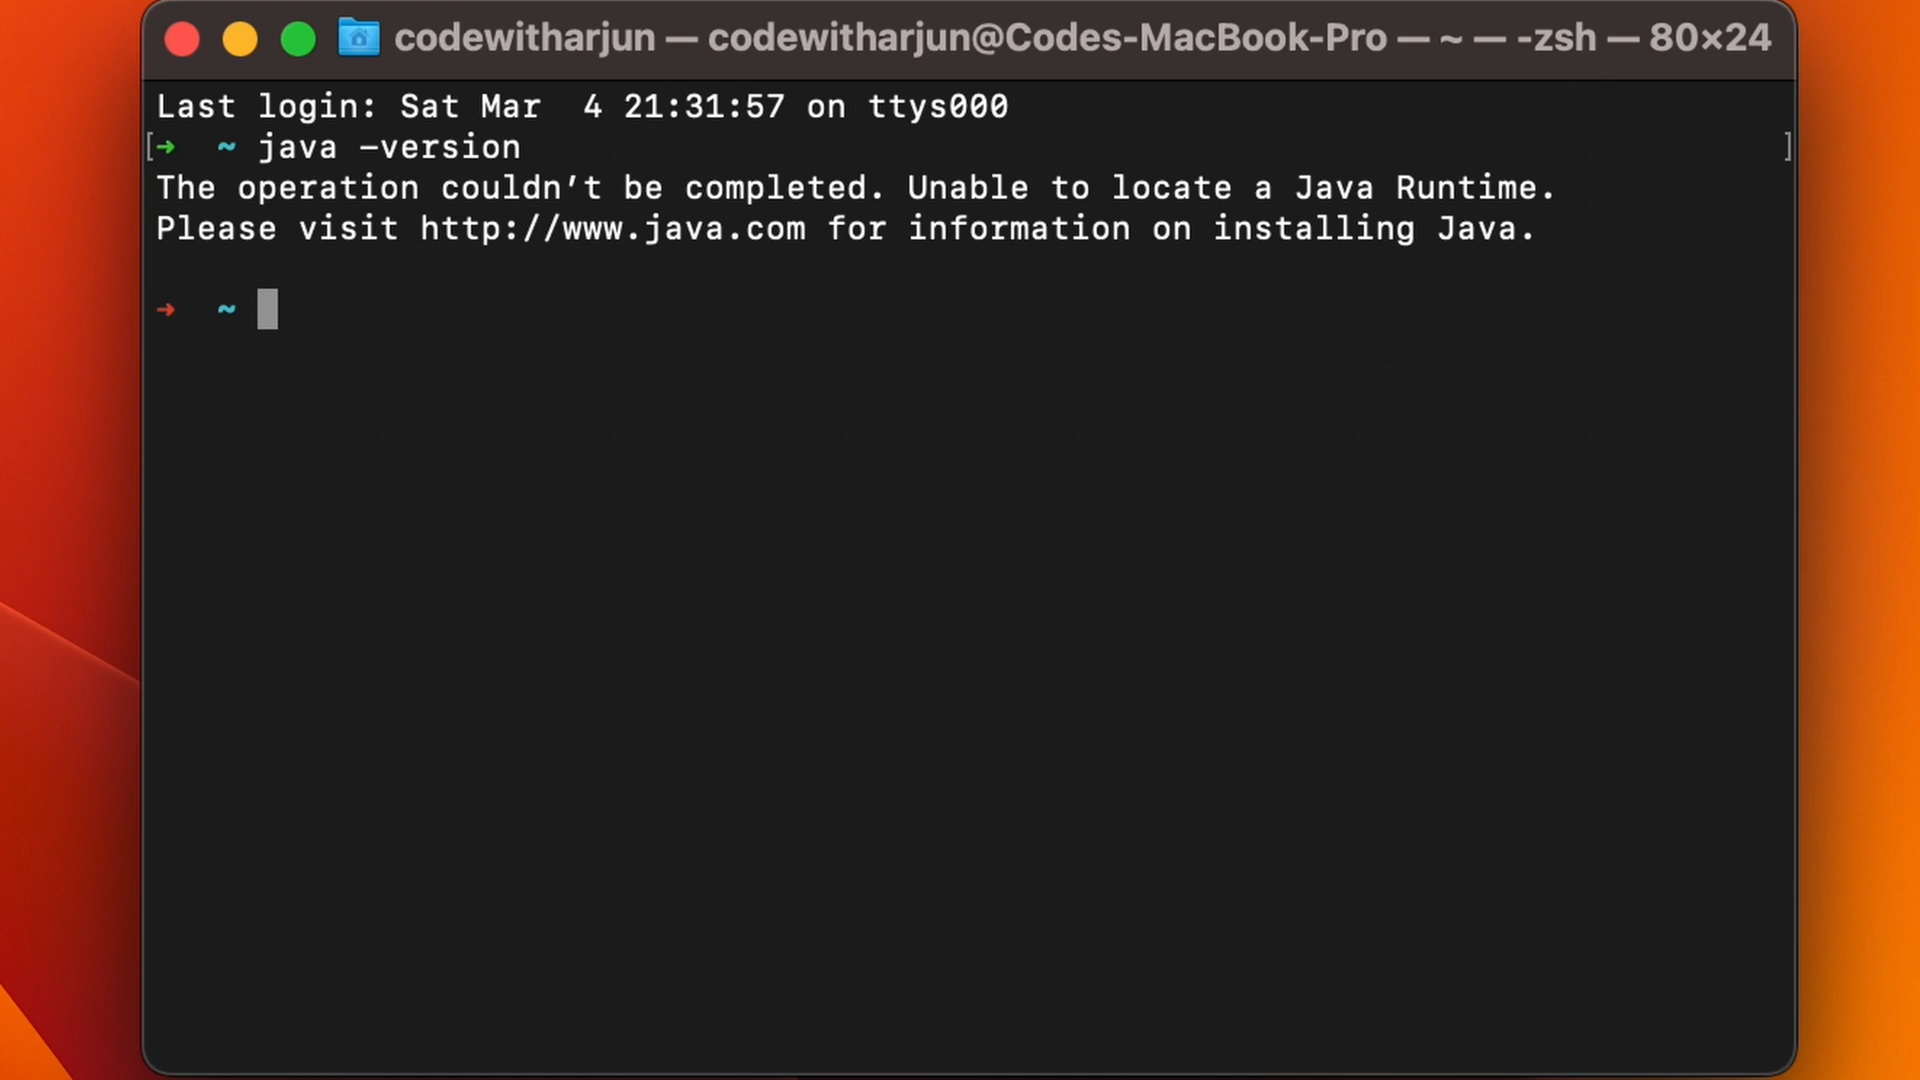 codewitharjun — codewitharjun@Codes-MacBook-Pro — ~ — -zsh — 80×24
Last login: Sat Mar  4 21:31:57 on ttys000
[➜  ~ java -version ]
The operation couldn’t be completed. Unable to locate a Java Runtime.
Please visit http://www.java.com for information on installing Java.
➜  ~